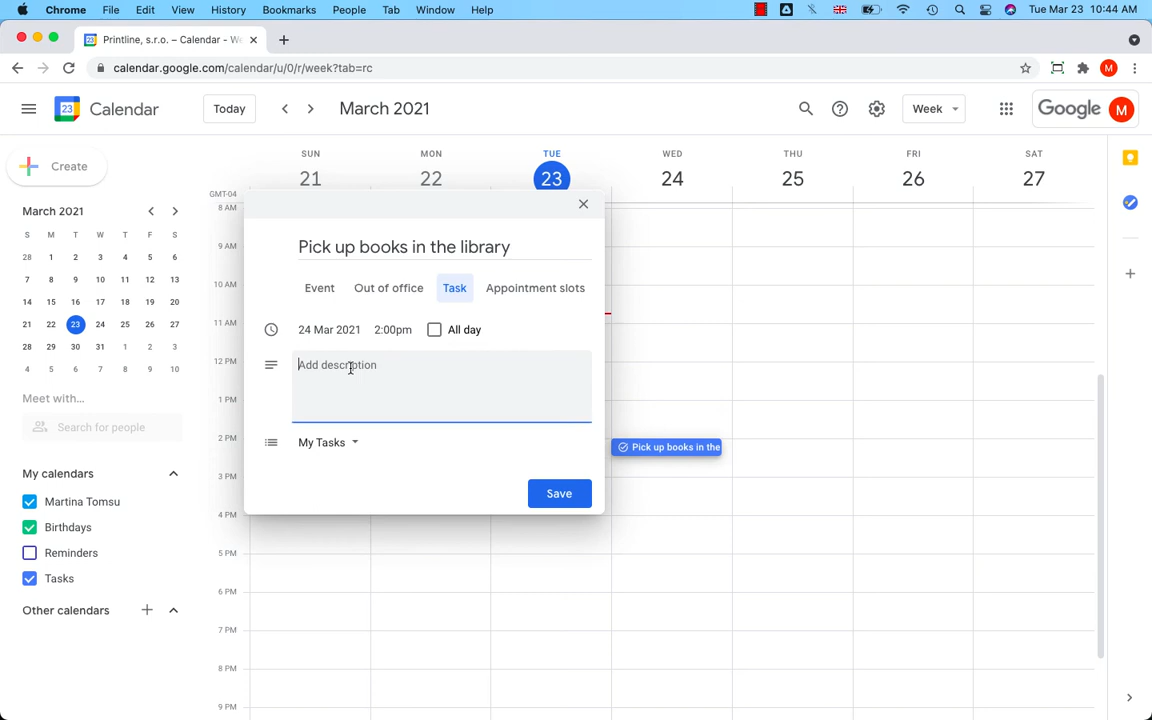 Chrome File Edit View History Bookmarks People Tab Window Help Tue Mar 23 10:44 AM
Printline, s.r.o. – Calendar - We
calendar.google.com/calendar/u/0/r/week?tab=rc M
23 Calendar Today March 2021 Week Google M
Create
SUN MON TUE WED THU FRI SAT
21 22 23 24 25 26 27
GMT-04
8 AM
9 AM
10 AM
11 AM
12 PM
1 PM
2 PM
3 PM
4 PM
5 PM
6 PM
7 PM
8 PM
9 PM
March 2021
S M T W T F S
28 1 2 3 4 5 6
7 8 9 10 11 12 13
14 15 16 17 18 19 20
21 22 23 24 25 26 27
28 29 30 31 1 2 3
4 5 6 7 8 9 10
Meet with...
Search for people
My calendars
Martina Tomsu
Birthdays
Reminders
Tasks
Other calendars
Pick up books in the library
Event Out of office Task Appointment slots
24 Mar 2021 2:00pm All day
Add description
My Tasks
Save
Pick up books in the